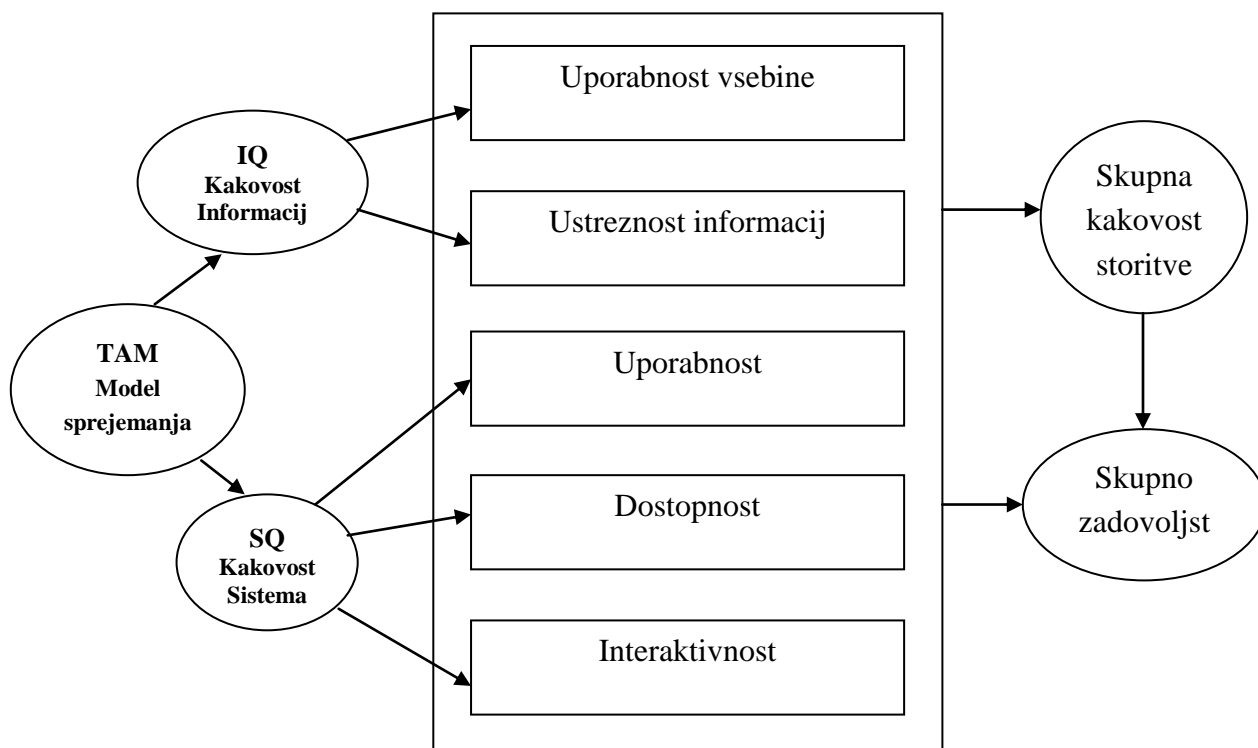 TAM
Model
sprejemanja
IQ
Kakovost
Informacij
SQ
Kakovost
Sistema
Uporabnost vsebine
Ustreznost informacij
Uporabnost
Dostopnost
Interaktivnost
Skupna
kakovost
storitve
Skupno
zadovoljst